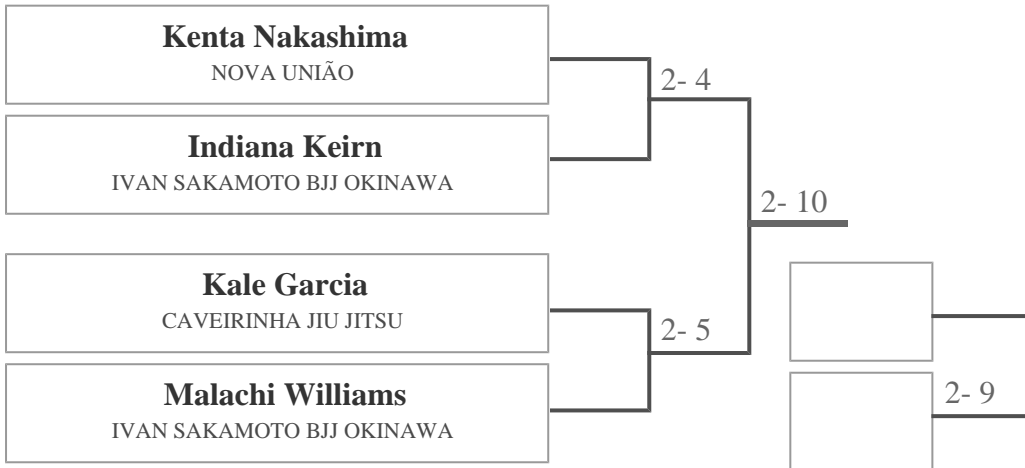 Kenta Nakashima
NOVA UNIÃO
2- 4
Indiana Keirn
IVAN SAKAMOTO BJJ OKINAWA
2- 10
Kale Garcia
CAVEIRINHA JIU JITSU
2- 5
Malachi Williams
IVAN SAKAMOTO BJJ OKINAWA
2- 9